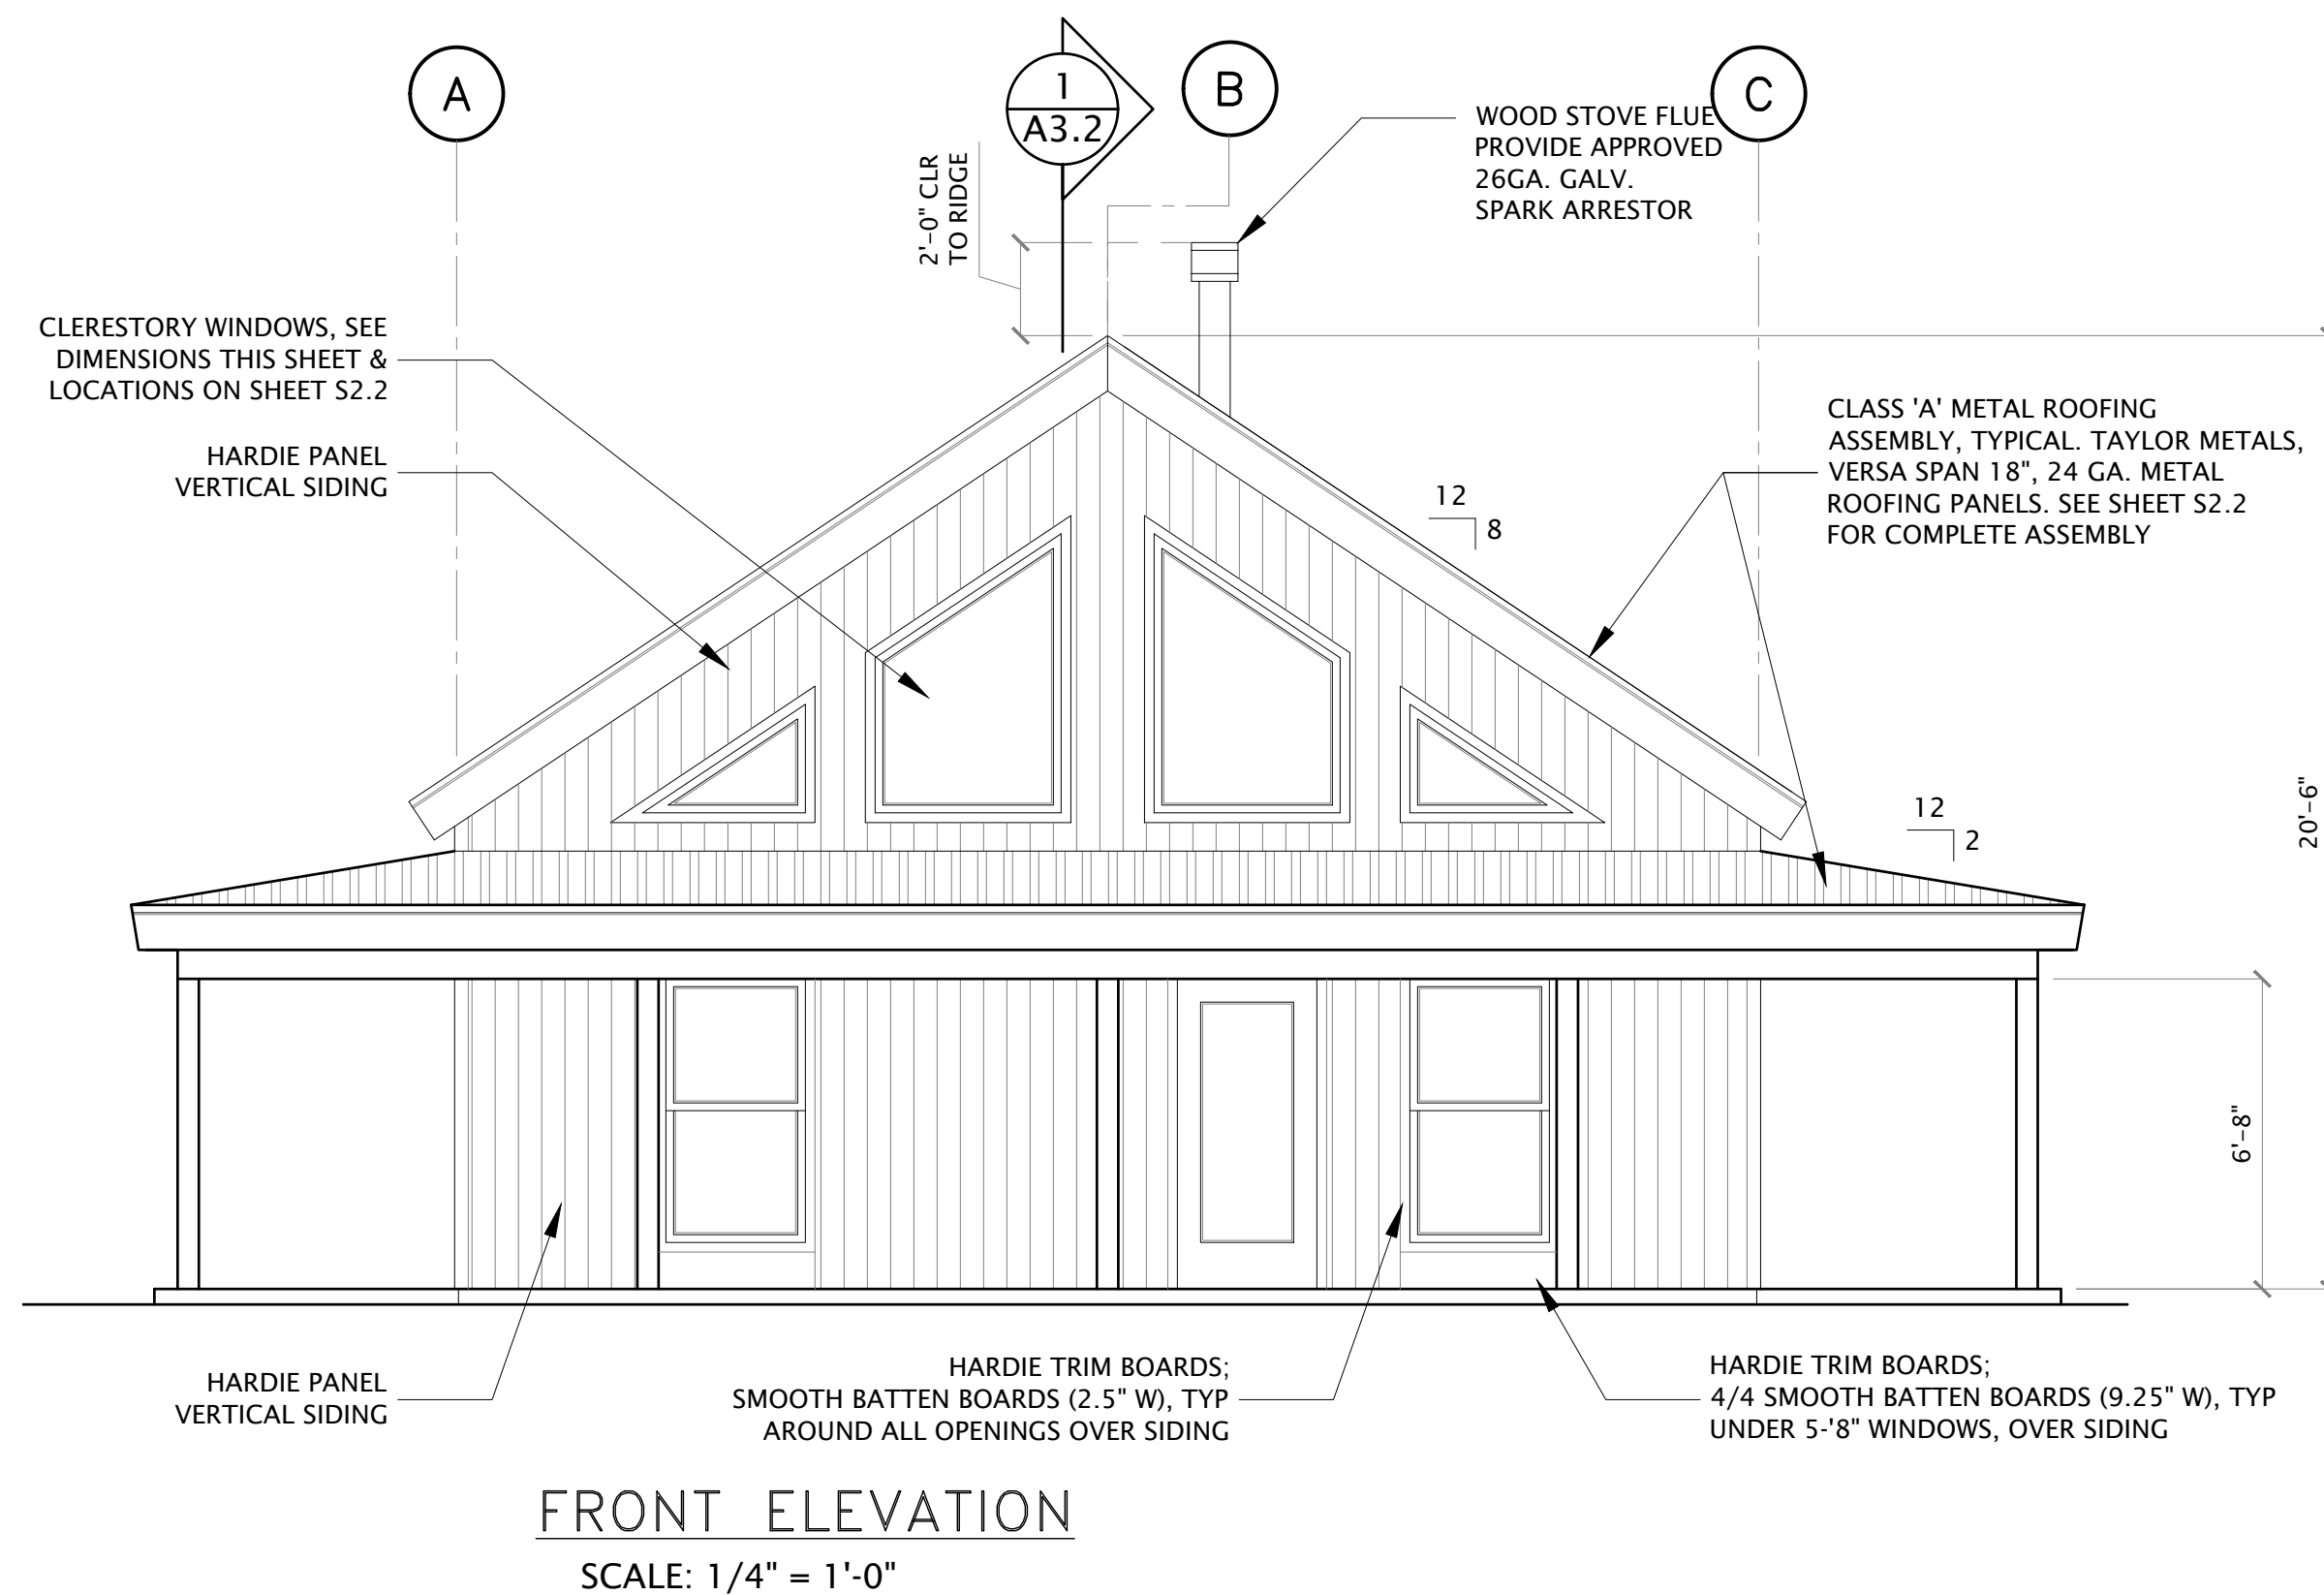 A
1
A3.2
B
C
WOOD STOVE FLUE
PROVIDE APPROVED
26GA. GALV.
SPARK ARRESTOR
2'-0" CLR
TO RIDGE
CLERESTORY WINDOWS, SEE
DIMENSIONS THIS SHEET &
LOCATIONS ON SHEET S2.2
HARDIE PANEL
VERTICAL SIDING
CLASS 'A' METAL ROOFING
ASSEMBLY, TYPICAL. TAYLOR METALS,
VERSA SPAN 18", 24 GA. METAL
ROOFING PANELS. SEE SHEET S2.2
FOR COMPLETE ASSEMBLY
12
8
12
2
20'-6"
6'-8"
HARDIE PANEL
VERTICAL SIDING
HARDIE TRIM BOARDS;
SMOOTH BATTEN BOARDS (2.5" W), TYP
AROUND ALL OPENINGS OVER SIDING
HARDIE TRIM BOARDS;
4/4 SMOOTH BATTEN BOARDS (9.25" W), TYP
UNDER 5-'8" WINDOWS, OVER SIDING
FRONT ELEVATION
SCALE: 1/4" = 1'-0"